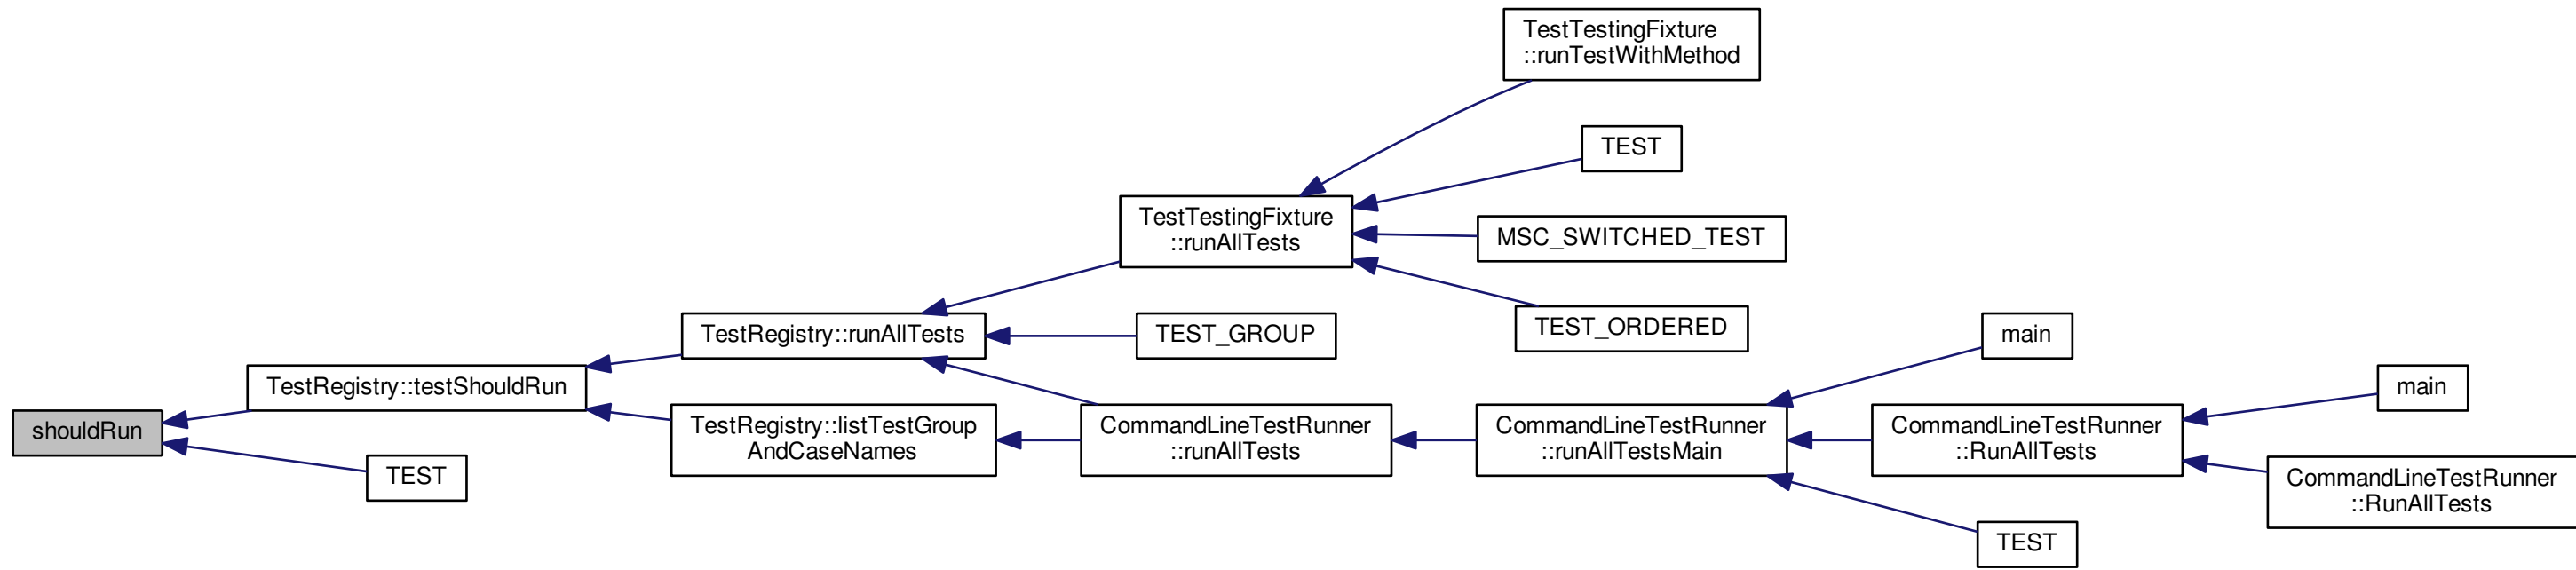 TestTestingFixture
::runTestWithMethod
TEST
TestTestingFixture
::runAllTests
MSC_SWITCHED_TEST
TEST_ORDERED
TestRegistry::runAllTests
TEST_GROUP
main
TestRegistry::testShouldRun
main
shouldRun
TestRegistry::listTestGroup
AndCaseNames
CommandLineTestRunner
::runAllTests
CommandLineTestRunner
::runAllTestsMain
CommandLineTestRunner
::RunAllTests
TEST
CommandLineTestRunner
::RunAllTests
TEST